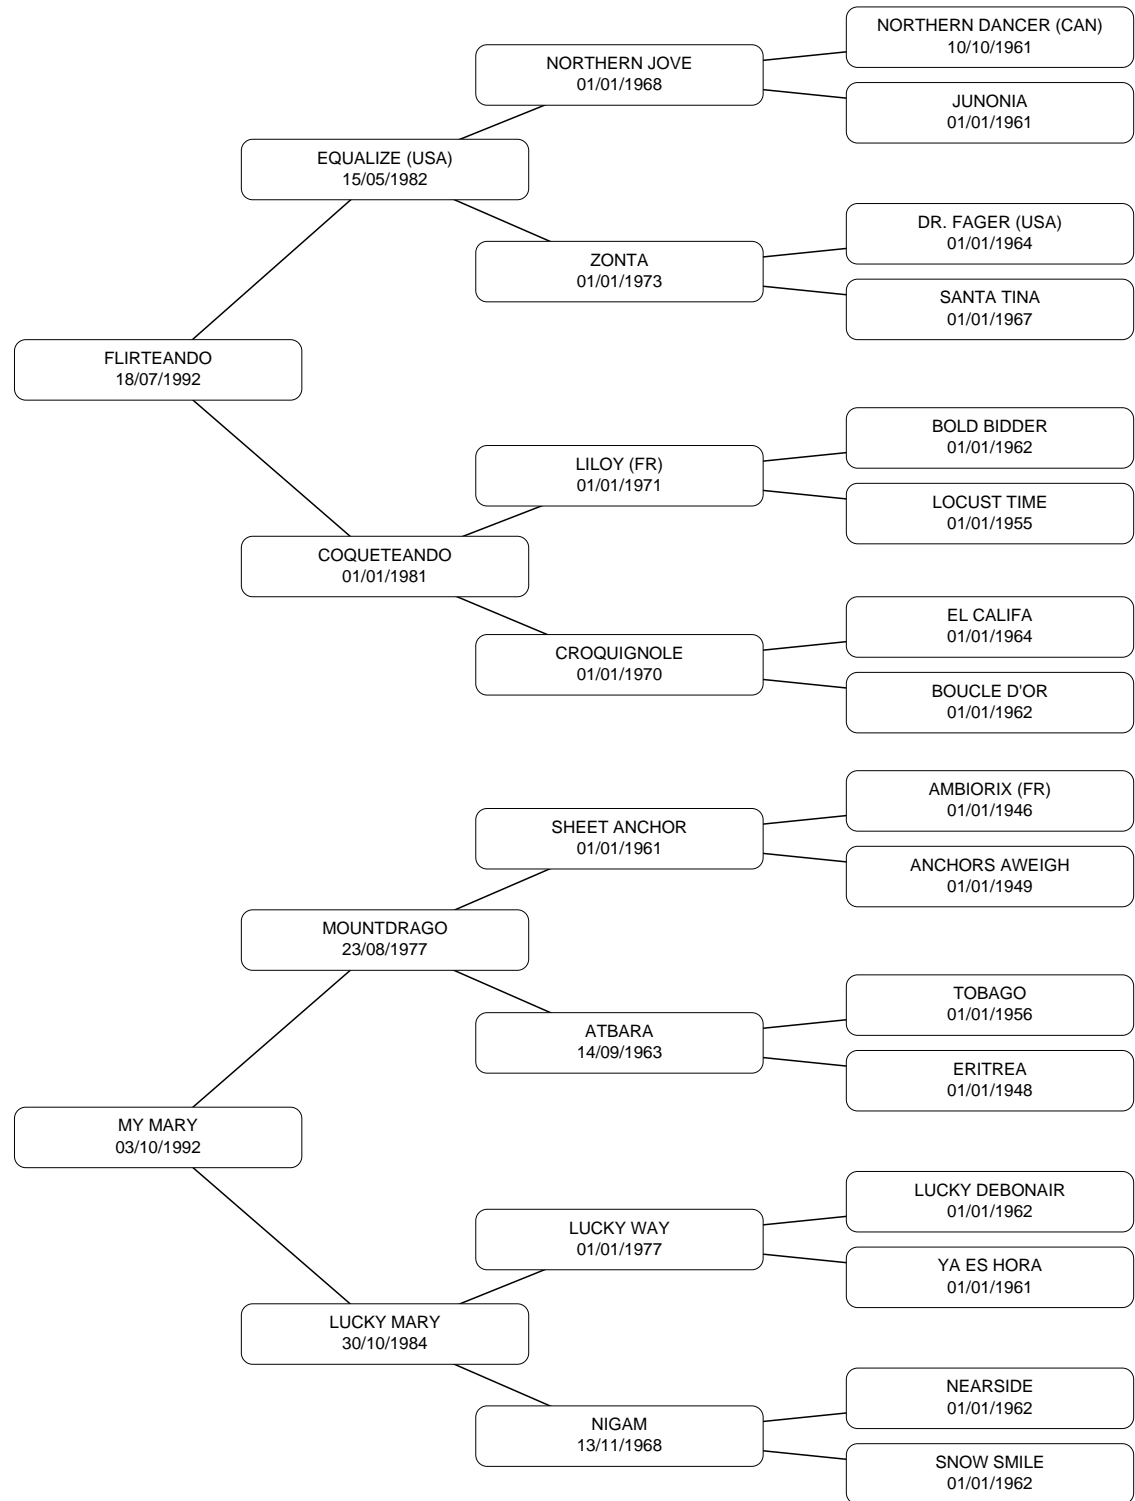 NORTHERN DANCER (CAN)
10/10/1961
NORTHERN JOVE
01/01/1968
JUNONIA
01/01/1961
EQUALIZE (USA)
15/05/1982
DR. FAGER (USA)
01/01/1964
ZONTA
01/01/1973
SANTA TINA
01/01/1967
FLIRTEANDO
18/07/1992
BOLD BIDDER
01/01/1962
LILOY (FR)
01/01/1971
LOCUST TIME
01/01/1955
COQUETEANDO
01/01/1981
EL CALIFA
01/01/1964
CROQUIGNOLE
01/01/1970
BOUCLE D'OR
01/01/1962
AMBIORIX (FR)
01/01/1946
SHEET ANCHOR
01/01/1961
ANCHORS AWEIGH
01/01/1949
MOUNTDRAGO
23/08/1977
TOBAGO
01/01/1956
ATBARA
14/09/1963
ERITREA
01/01/1948
MY MARY
03/10/1992
LUCKY DEBONAIR
01/01/1962
LUCKY WAY
01/01/1977
YA ES HORA
01/01/1961
LUCKY MARY
30/10/1984
NEARSIDE
01/01/1962
NIGAM
13/11/1968
SNOW SMILE
01/01/1962